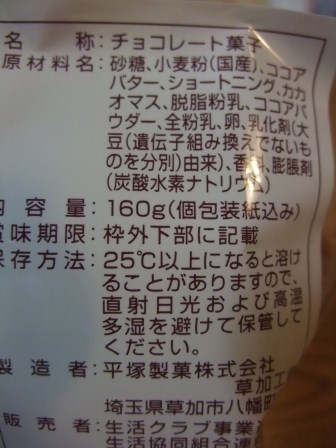 名 称:チョコレート菓子
原材料名:砂糖、小麦粉(国産)、ココア
バター、ショートニング、カカ
オマス、脱脂粉乳、ココアパ
ウダー、全粉乳、卵、乳化剤(大
豆(遺伝子組み換えでないも
のを分別)由来)、香料、膨脹剤
(炭酸水素ナトリウム)
内容量:160g(個包装紙込み)
賞味期限:枠外下部に記載
保存方法:25℃以上になると溶け
ることがありますので、
直射日光および高温
多湿を避けて保管して
ください。
製造者:平塚製菓株式会社
草加工
埼玉県草加市八幡町
販売者:生活クラブ事業
生活協同組合連